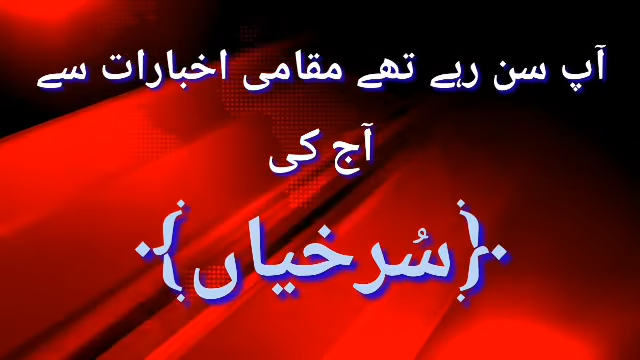 آپ سن رہے تھے مقامی اخبارات سے
آج کی
﴿سُرخیاں﴾